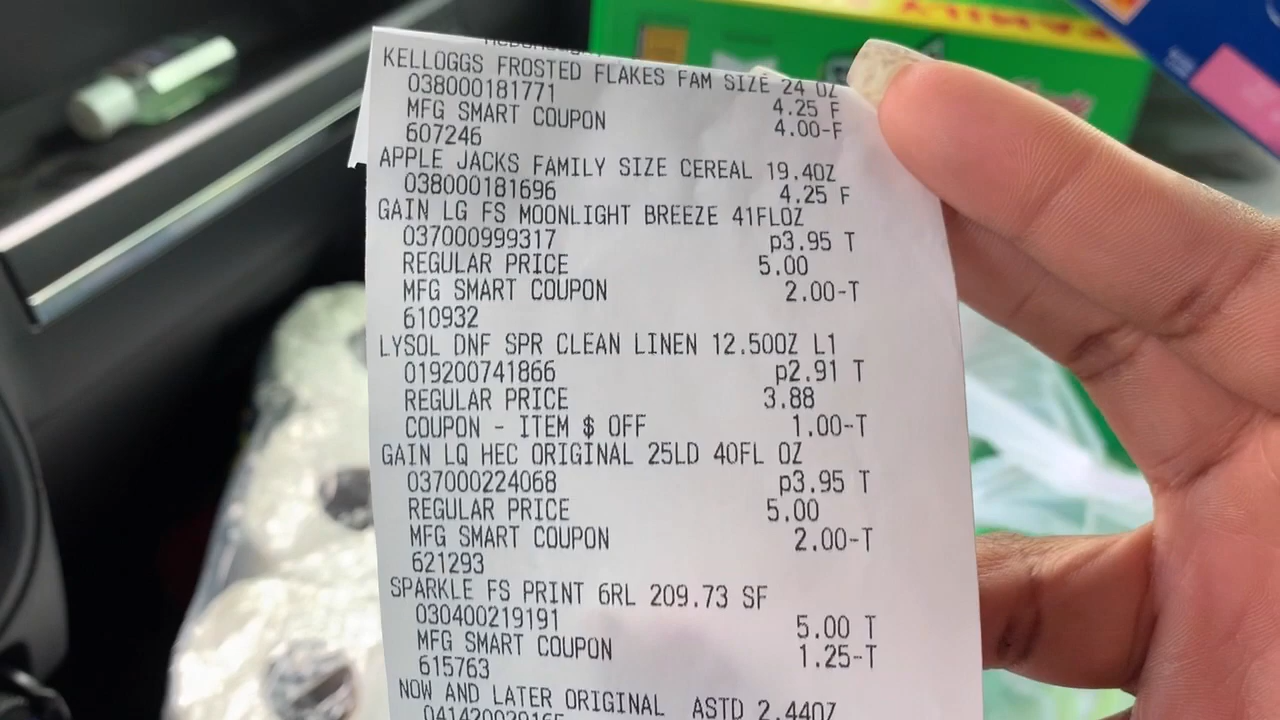 KELLOGGS FROSTED FLAKES FAM SIZE 24 OZ
038000181771 4.25 F
MFG SMART COUPON 4.00-F
607246
APPLE JACKS FAMILY SIZE CEREAL 19.4OZ
038000181696 4.25 F
GAIN LG FS MOONLIGHT BREEZE 41FLOZ
037000999317 p3.95 T
REGULAR PRICE 5.00
MFG SMART COUPON 2.00-T
610932
LYSOL DNF SPR CLEAN LINEN 12.5OOZ L1
019200741866 p2.91 T
REGULAR PRICE 3.88
COUPON - ITEM $ OFF 1.00-T
GAIN LQ HEC ORIGINAL 25LD 40FL OZ
037000224068 p3.95 T
REGULAR PRICE 5.00
MFG SMART COUPON 2.00-T
621293
SPARKLE FS PRINT 6RL 209.73 SF
030400219191 5.00 T
MFG SMART COUPON 1.25-T
615763
NOW AND LATER ORIGINAL ASTD 2.44OZ